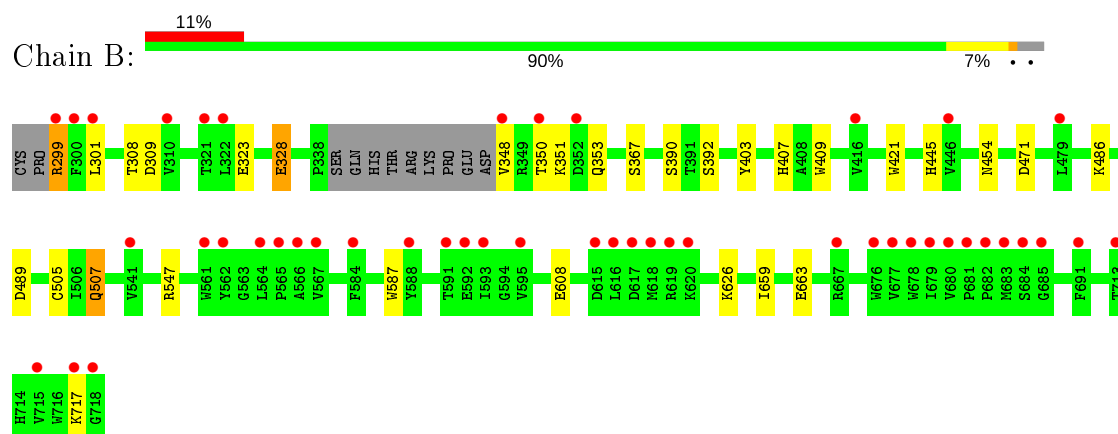 11%
Chain B:
90% 7% • •
CYS PRO R299 F300 L301 T308 D309 V310 T321 L322 E323 E328 P338 SER GLN HIS THR ARG LYS PRO GLU ASP V348 R349 T350 K351 D352 Q353 S367 S390 T391 S392 Y403 H407 A408 W409 V416 W421 H445 V446 N454 D471 L479 K486
D489 C505 I506 Q507 V541 R547 W561 Y562 G563 L564 P565 A566 V567 F584 W587 Y588 T591 E592 I593 G594 V595 E608 D615 L616 D617 M618 R619 K620 K626 I659 E663 R667 W676 V677 W678 I679 V680 P681 P682 M683 S684 G685 F691 T713
H714 V715 W716 K717 G718